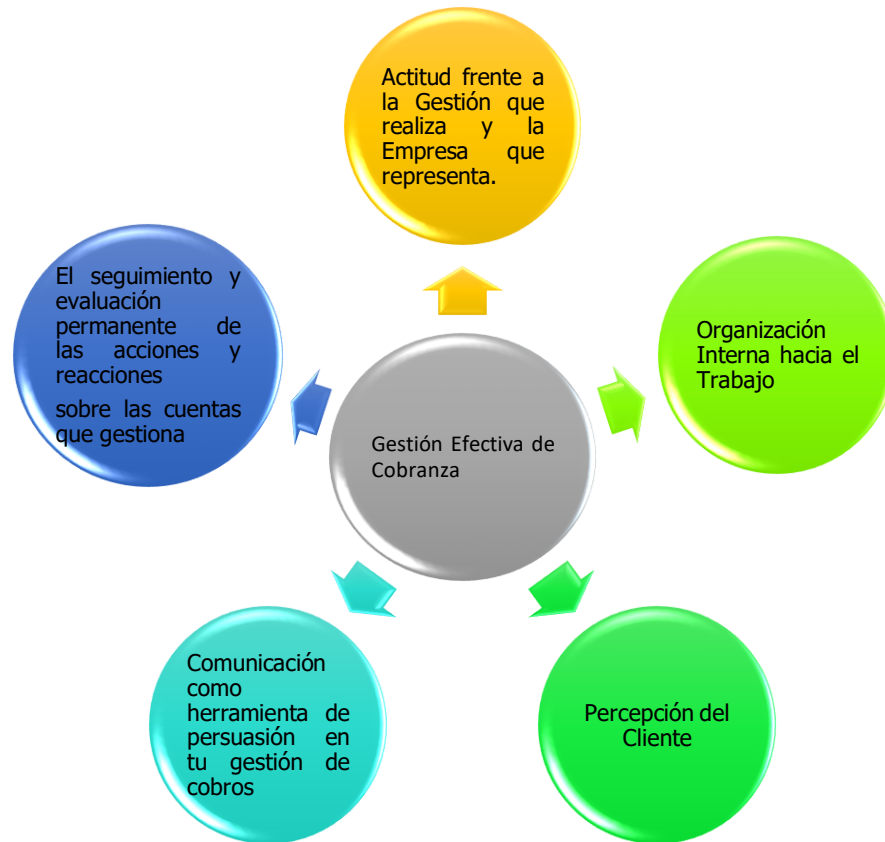 Actitud frente a
la Gestión que
realiza y la
Empresa que
representa.
El seguimiento y
evaluación
permanente de
las acciones y
reacciones
sobre las cuentas
que gestiona
Organización
Interna hacia el
Trabajo
Gestión Efectiva de
Cobranza
Comunicación
como
herramienta de
persuasión en
tu gestión de
cobros
Percepción del
Cliente